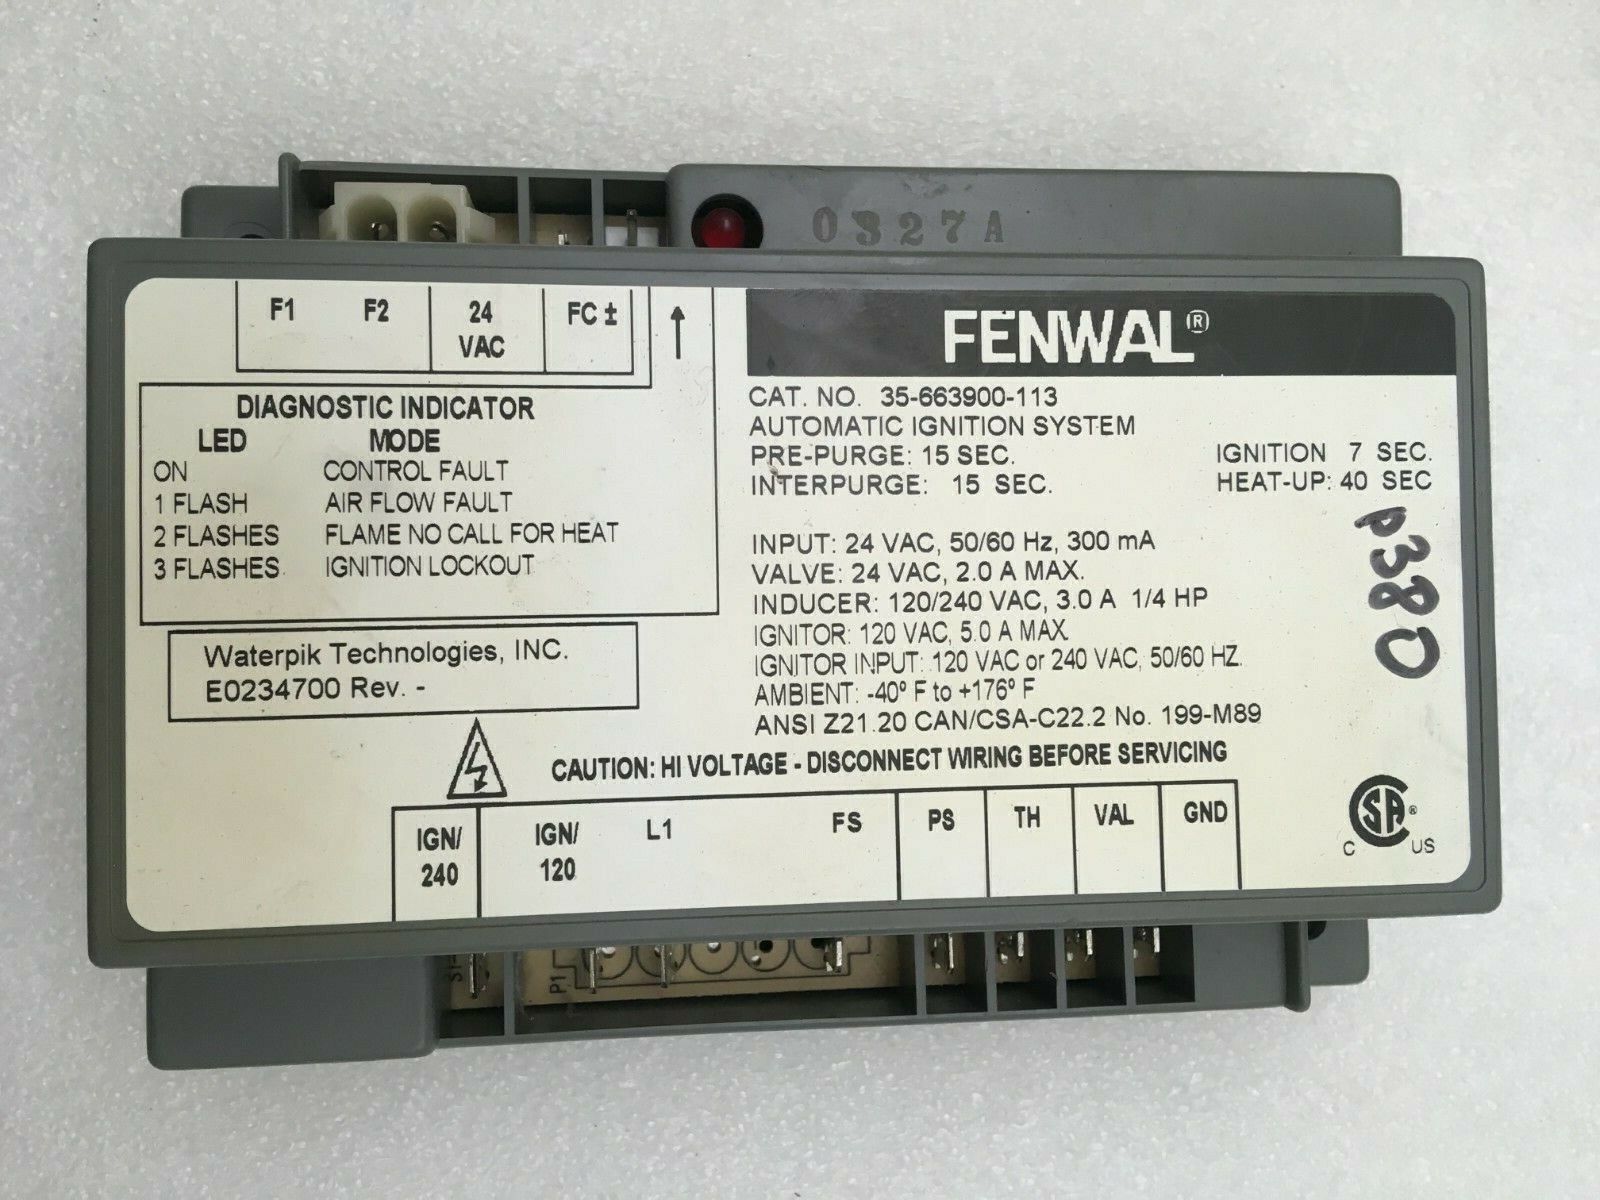 0327A
F1 F2 24 VAC FC ±
FENWAL®
CAT. NO. 35-663900-113
AUTOMATIC IGNITION SYSTEM
PRE-PURGE: 15 SEC. IGNITION 7 SEC.
INTERPURGE: 15 SEC. HEAT-UP: 40 SEC
DIAGNOSTIC INDICATOR
LED MODE
ON CONTROL FAULT
1 FLASH AIR FLOW FAULT
2 FLASHES FLAME NO CALL FOR HEAT
3 FLASHES IGNITION LOCKOUT
p380
INPUT: 24 VAC, 50/60 Hz, 300 mA
VALVE: 24 VAC, 2.0 A MAX.
INDUCER: 120/240 VAC, 3.0 A 1/4 HP
IGNITOR: 120 VAC, 5.0 A MAX
IGNITOR INPUT: 120 VAC or 240 VAC, 50/60 HZ.
AMBIENT: -40° F to +176° F
ANSI Z21.20 CAN/CSA-C22.2 No. 199-M89
Waterpik Technologies, INC.
E0234700 Rev. -
CAUTION: HI VOLTAGE - DISCONNECT WIRING BEFORE SERVICING
IGN/ 240 IGN/ 120 L1 FS PS TH VAL GND
C SA® US
P1